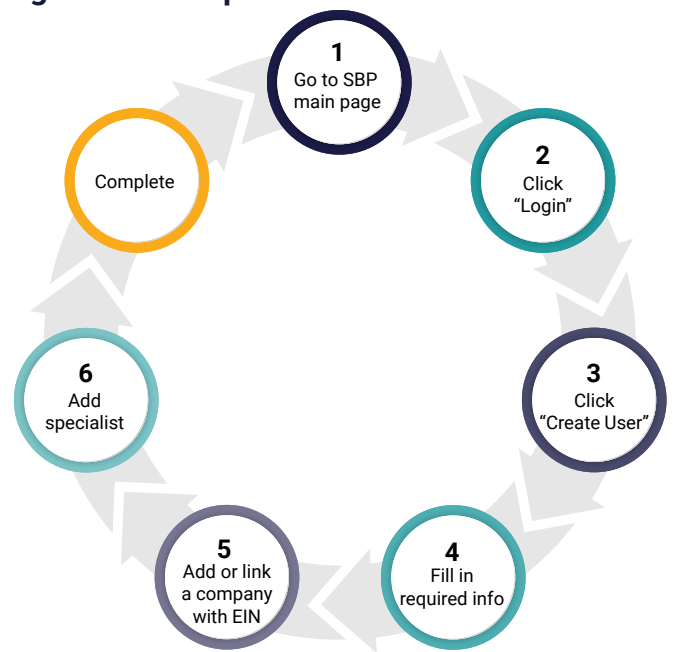 1
Go to SBP
main page
2
Click
“Login”
3
Click
“Create User”
4
Fill in
required info
5
Add or link
a company
with EIN
6
Add
specialist
Complete